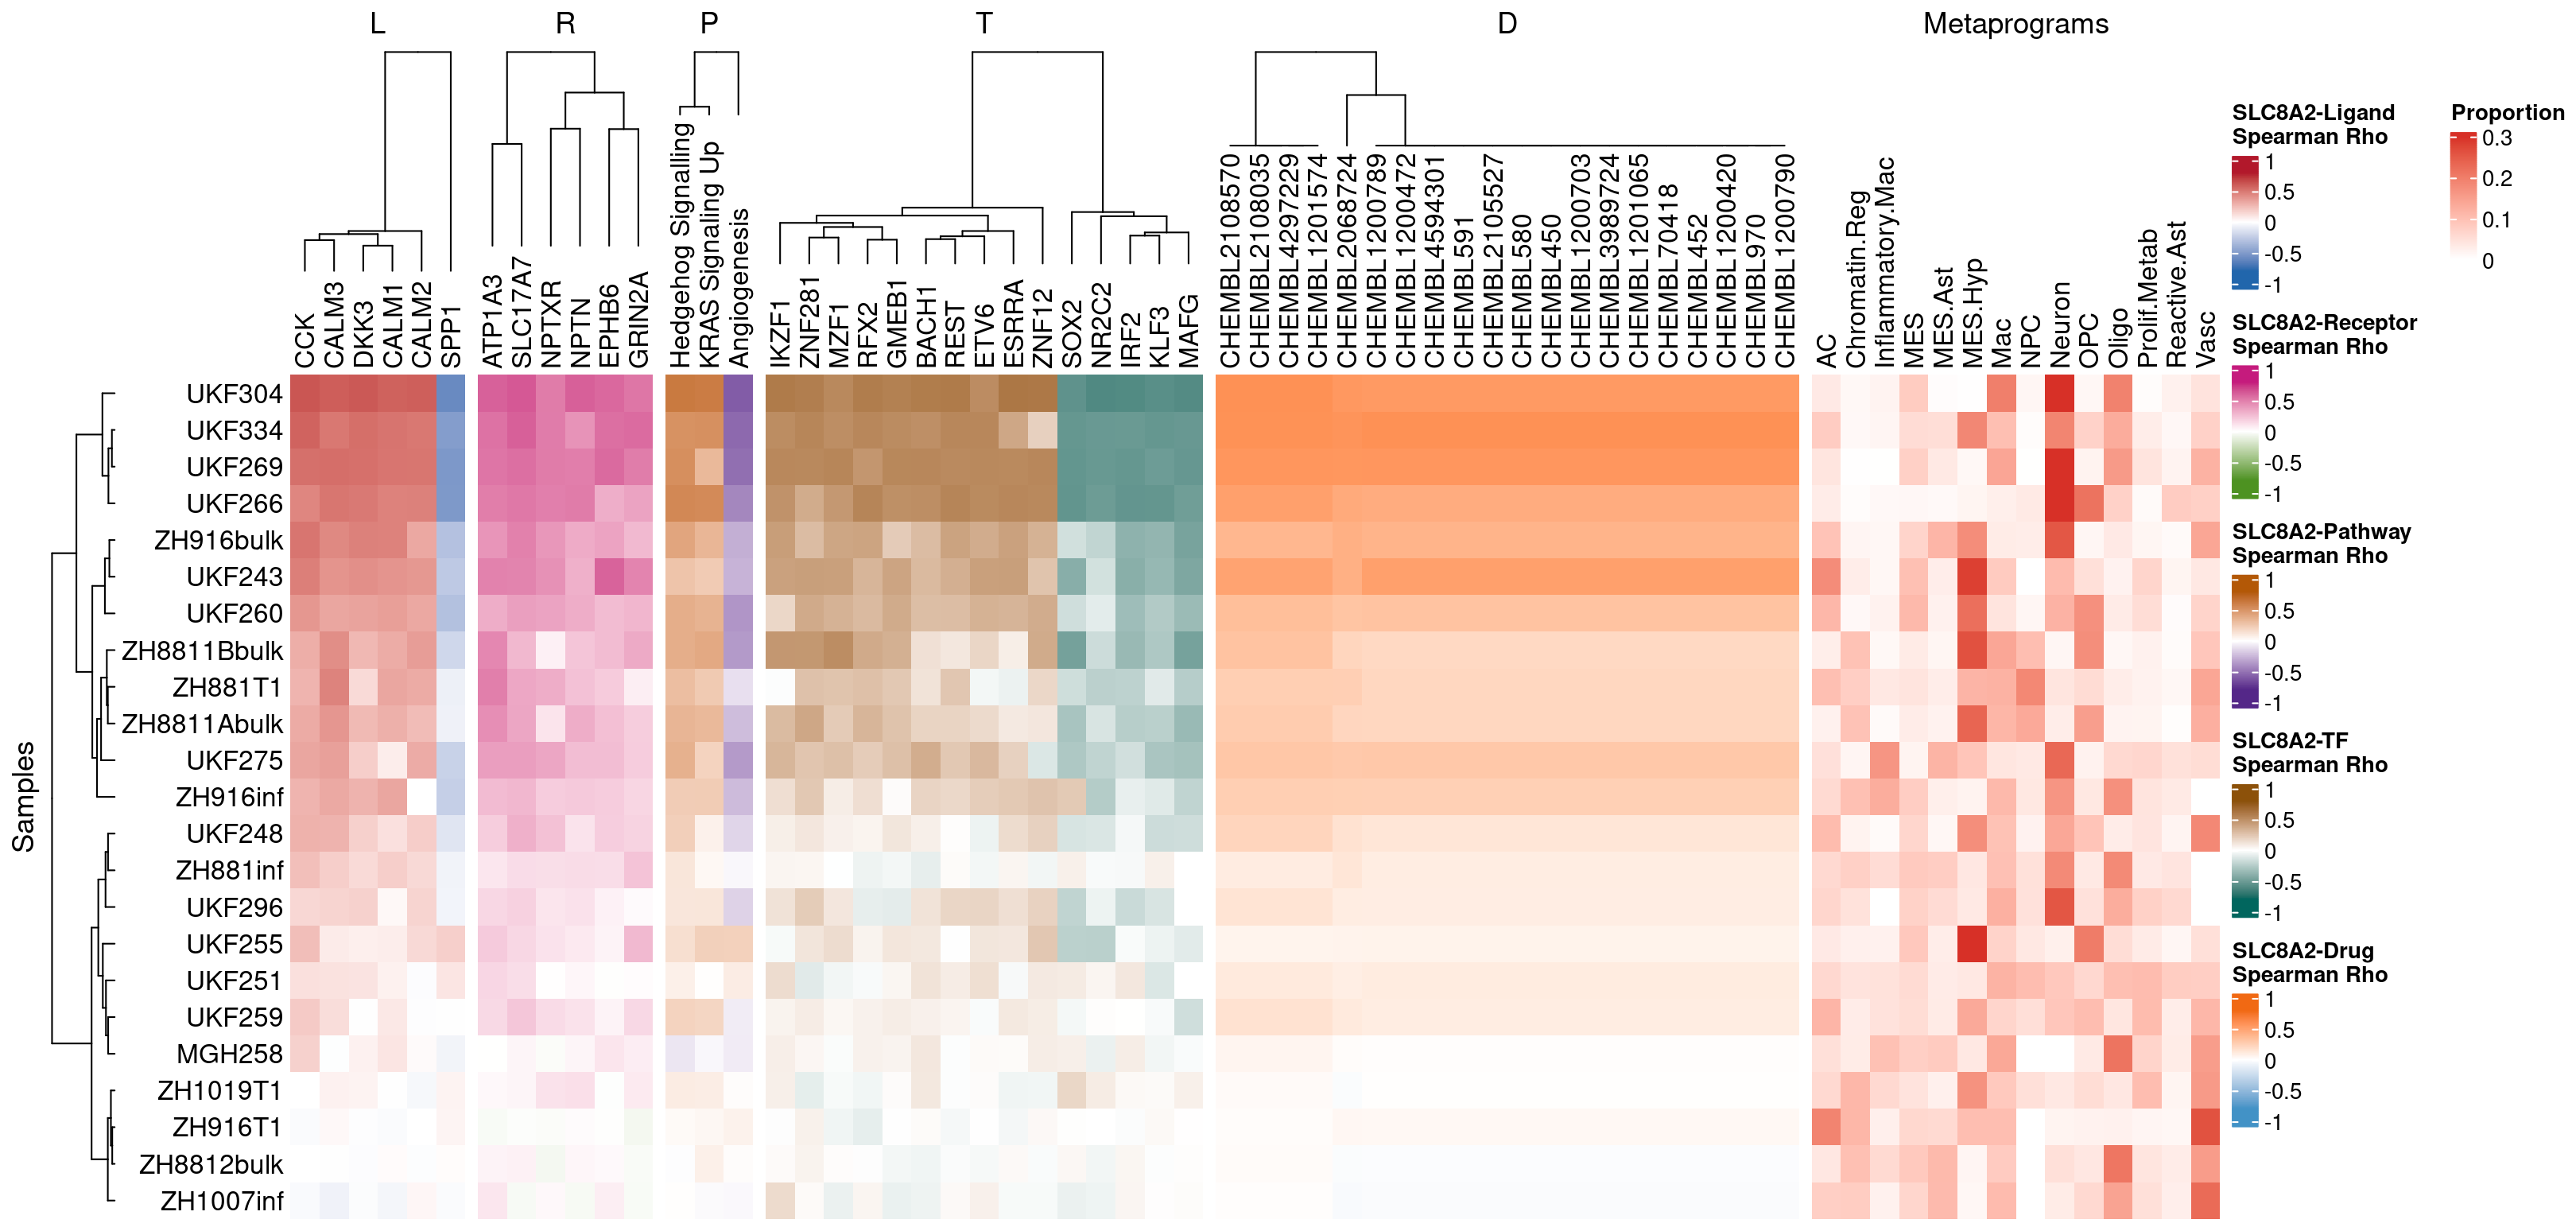 L R P T D Metaprograms
CCK
CALM3
DKK3
CALM1
CALM2
SPP1
ATP1A3
SLC17A7
NPTXR
NPTN
EPHB6
GRIN2A
Hedgehog Signalling
KRAS Signaling Up
Angiogenesis
IKZF1
ZNF281
MZF1
RFX2
GMEB1
BACH1
REST
ETV6
ESRRA
ZNF12
SOX2
NR2C2
IRF2
KLF3
MAFG
CHEMBL2108570
CHEMBL2108035
CHEMBL4297229
CHEMBL1201574
CHEMBL2068724
CHEMBL1200789
CHEMBL1200472
CHEMBL4594301
CHEMBL591
CHEMBL2105527
CHEMBL580
CHEMBL450
CHEMBL1200703
CHEMBL3989724
CHEMBL1201065
CHEMBL70418
CHEMBL452
CHEMBL1200420
CHEMBL970
CHEMBL1200790
AC
Chromatin.Reg
Inflammatory.Mac
MES
MES.Ast
MES.Hyp
Mac
NPC
Neuron
OPC
Oligo
Prolif.Metab
Reactive.Ast
Vasc
Samples
UKF304
UKF334
UKF269
UKF266
ZH916bulk
UKF243
UKF260
ZH8811Bbulk
ZH881T1
ZH8811Abulk
UKF275
ZH916inf
UKF248
ZH881inf
UKF296
UKF255
UKF251
UKF259
MGH258
ZH1019T1
ZH916T1
ZH8812bulk
ZH1007inf
SLC8A2-Ligand
Spearman Rho
1
0.5
0
-0.5
-1
SLC8A2-Receptor
Spearman Rho
1
0.5
0
-0.5
-1
SLC8A2-Pathway
Spearman Rho
1
0.5
0
-0.5
-1
SLC8A2-TF
Spearman Rho
1
0.5
0
-0.5
-1
SLC8A2-Drug
Spearman Rho
1
0.5
0
-0.5
-1
Proportion
0.3
0.2
0.1
0